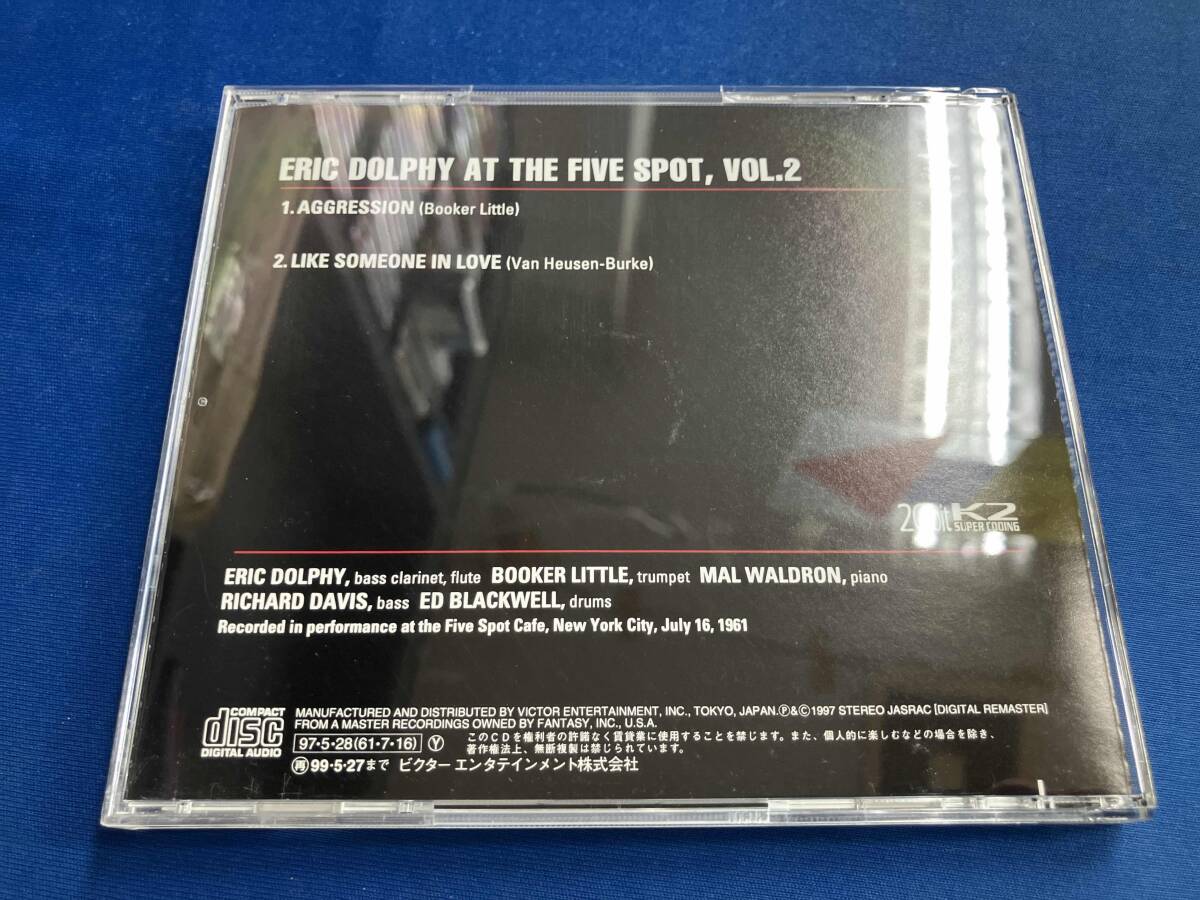 ERIC DOLPHY AT THE FIVE SPOT, VOL.2
1. AGGRESSION (Booker Little)
2. LIKE SOMEONE IN LOVE (Van Heusen-Burke)
20bit K2
SUPER CODING
ERIC DOLPHY, bass clarinet, flute BOOKER LITTLE, trumpet MAL WALDRON, piano
RICHARD DAVIS, bass ED BLACKWELL, drums
Recorded in performance at the Five Spot Cafe, New York City, July 16, 1961
COMPACT
disc
DIGITAL AUDIO
MANUFACTURED AND DISTRIBUTED BY VICTOR ENTERTAINMENT, INC., TOKYO, JAPAN. Ⓟ&©1997 STEREO JASRAC [DIGITAL REMASTER]
FROM A MASTER RECORDINGS OWNED BY FANTASY, INC., U.S.A.
97・5・28(61・7・16) Ⓨ このCDを権利者の許諾なく賃貸業に使用することを禁じます。また、個人的に楽しむなどの場合を除き、
著作権法上、無断複製は禁じられています。
㊞99・5・27まで ビクター エンタテインメント株式会社